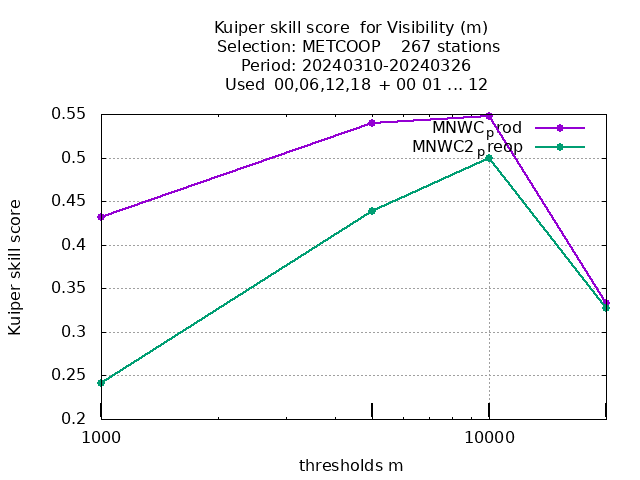 Kuiper skill score  for Visibility (m)
Selection: METCOOP    267 stations
Period: 20240310-20240326
Used  00,06,12,18 + 00 01 ... 12
0.55
0.5
0.45
0.4
0.35
0.3
0.25
0.2
Kuiper skill score
MNWC_prod
MNWC2_preop
1000
10000
thresholds m